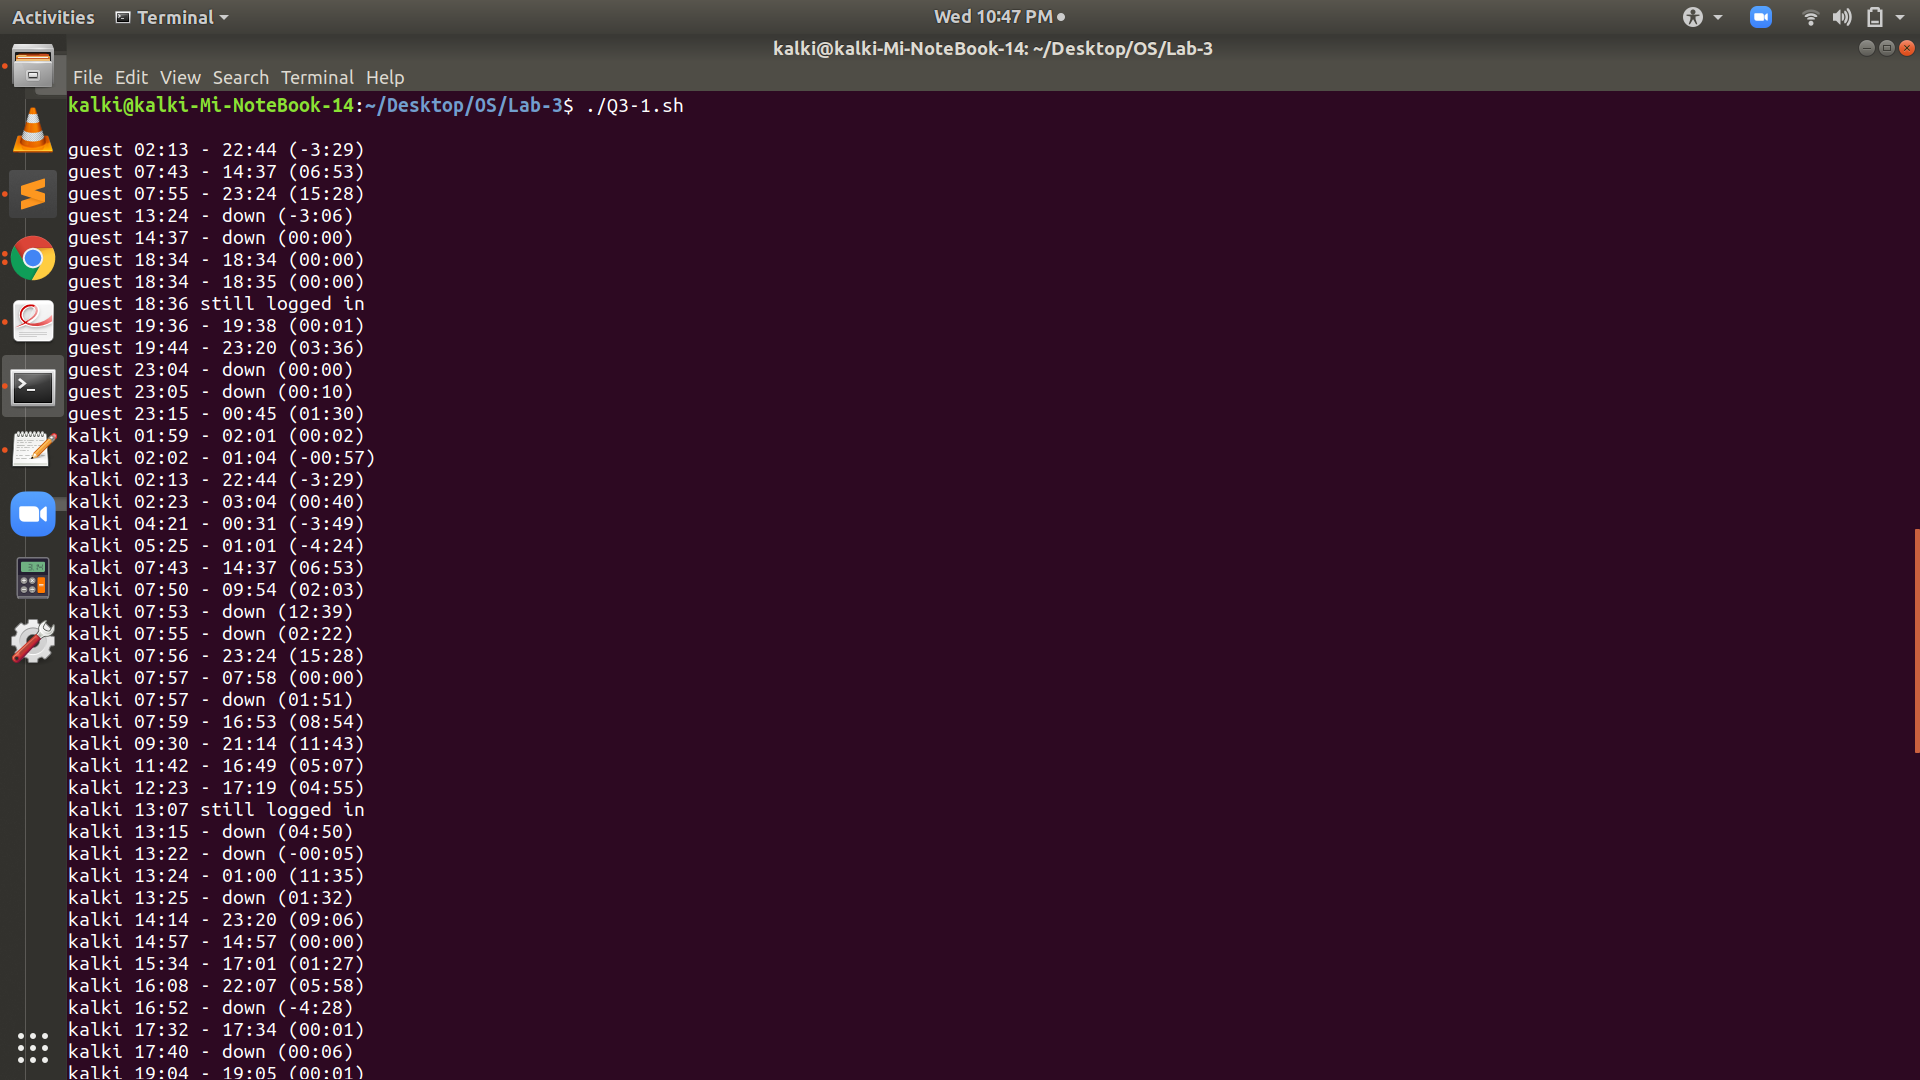 Activities Terminal Wed 10:47 PM
kalki@kalki-Mi-NoteBook-14: ~/Desktop/OS/Lab-3
File Edit View Search Terminal Help
kalki@kalki-Mi-NoteBook-14:~/Desktop/OS/Lab-3$ ./Q3-1.sh
guest 02:13 - 22:44 (-3:29)
guest 07:43 - 14:37 (06:53)
guest 07:55 - 23:24 (15:28)
guest 13:24 - down (-3:06)
guest 14:37 - down (00:00)
guest 18:34 - 18:34 (00:00)
guest 18:34 - 18:35 (00:00)
guest 18:36 still logged in
guest 19:36 - 19:38 (00:01)
guest 19:44 - 23:20 (03:36)
guest 23:04 - down (00:00)
guest 23:05 - down (00:10)
guest 23:15 - 00:45 (01:30)
kalki 01:59 - 02:01 (00:02)
kalki 02:02 - 01:04 (-00:57)
kalki 02:13 - 22:44 (-3:29)
kalki 02:23 - 03:04 (00:40)
kalki 04:21 - 00:31 (-3:49)
kalki 05:25 - 01:01 (-4:24)
kalki 07:43 - 14:37 (06:53)
kalki 07:50 - 09:54 (02:03)
kalki 07:53 - down (12:39)
kalki 07:55 - down (02:22)
kalki 07:56 - 23:24 (15:28)
kalki 07:57 - 07:58 (00:00)
kalki 07:57 - down (01:51)
kalki 07:59 - 16:53 (08:54)
kalki 09:30 - 21:14 (11:43)
kalki 11:42 - 16:49 (05:07)
kalki 12:23 - 17:19 (04:55)
kalki 13:07 still logged in
kalki 13:15 - down (04:50)
kalki 13:22 - down (-00:05)
kalki 13:24 - 01:00 (11:35)
kalki 13:25 - down (01:32)
kalki 14:14 - 23:20 (09:06)
kalki 14:57 - 14:57 (00:00)
kalki 15:34 - 17:01 (01:27)
kalki 16:08 - 22:07 (05:58)
kalki 16:52 - down (-4:28)
kalki 17:32 - 17:34 (00:01)
kalki 17:40 - down (00:06)
kalki 19:04 - 19:05 (00:01)